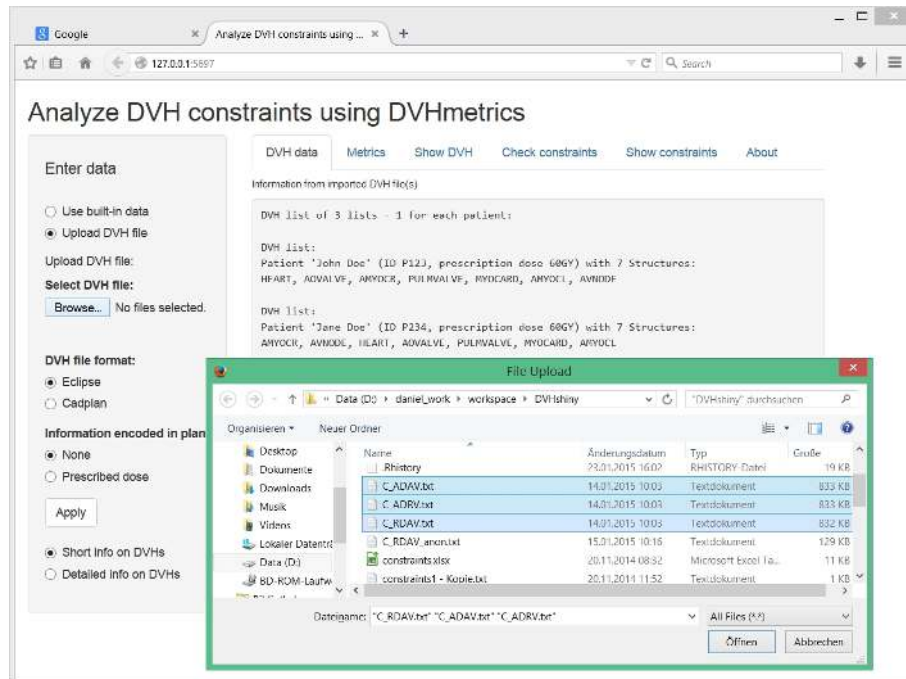 Google
Analyze DVH constraints using ...
127.0.0.1:5697
Search
Analyze DVH constraints using DVHmetrics
Enter data
Use built-in data
Upload DVH file
Upload DVH file:
Select DVH file:
Browse... No files selected.
DVH file format:
Eclipse
Cadplan
Information encoded in plan
None
Prescribed dose
Apply
Short info on DVHs
Detailed info on DVHs
DVH data Metrics Show DVH Check constraints Show constraints About
Information from imported DVH file(s)
DVH list of 3 lists - 1 for each patient:
DVH list:
Patient 'John Doe' (ID P123, prescription dose 60GY) with 7 Structures:
HEART, AOVALVE, AMYOCR, PULMVALVE, MYOCARD, AMYOCL, AVNODE
DVH list:
Patient 'Jane Doe' (ID P234, prescription dose 60GY) with 7 Structures:
AMYOCR, AVNODE, HEART, AOVALVE, PULMVALVE, MYOCARD, AMYOCL
File Upload
« Data (D:) daniel_work workspace DVHshiny
"DVHshiny" durchsuchen
Organisieren Neuer Ordner
Desktop
Dokumente
Downloads
Musik
Videos
Lokaler Datenträ
Data (D:)
BD-ROM-Laufw
Name Änderungsdatum Typ Größe
.Rhistory 23.01.2015 16:02 RHISTORY-Datei 19 KB
C_ADAV.txt 14.01.2015 10:03 Textdokument 833 KB
C_ADRV.txt 14.01.2015 10:03 Textdokument 833 KB
C_RDAV.txt 14.01.2015 10:03 Textdokument 832 KB
C_RDAV_anon.txt 15.01.2015 10:16 Textdokument 129 KB
constraints.xlsx 20.11.2014 08:32 Microsoft Excel Ta... 11 KB
constraints1 - Kopie.txt 20.11.2014 11:52 Textdokument 1 KB
Dateiname: "C_RDAV.txt" "C_ADAV.txt" "C_ADRV.txt"
All Files (*.*)
Öffnen Abbrechen